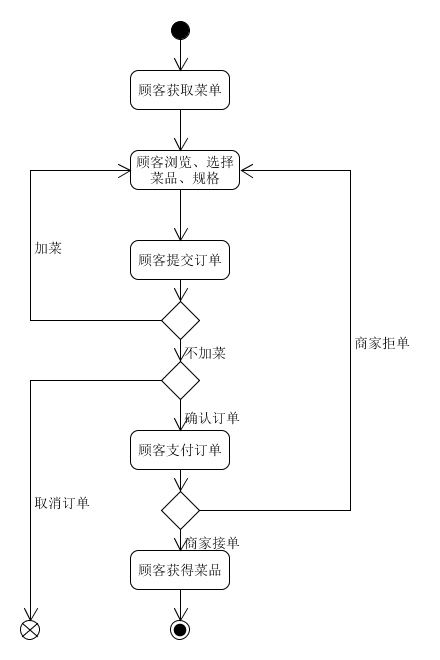 顾客获取菜单
顾客浏览、选择
菜品、规格
加菜
顾客提交订单
商家拒单
不加菜
确认订单
顾客支付订单
取消订单
商家接单
顾客获得菜品